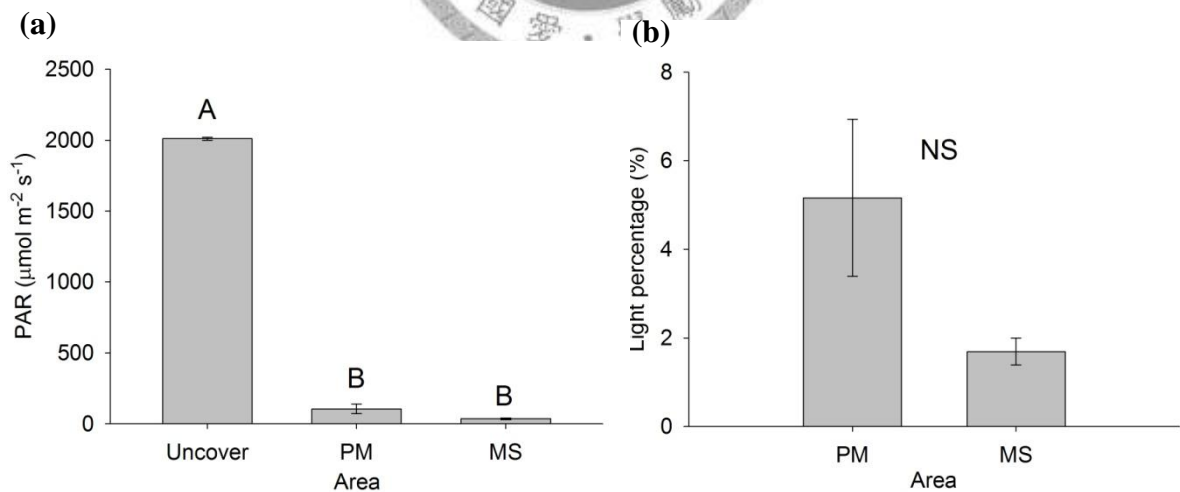 (a)
2500
2000
1500
1000
500
0
PAR (μmol m⁻² s⁻¹)
A
B
B
Uncover PM MS
Area
(b)
8
6
4
2
0
Light percentage (%)
NS
PM MS
Area